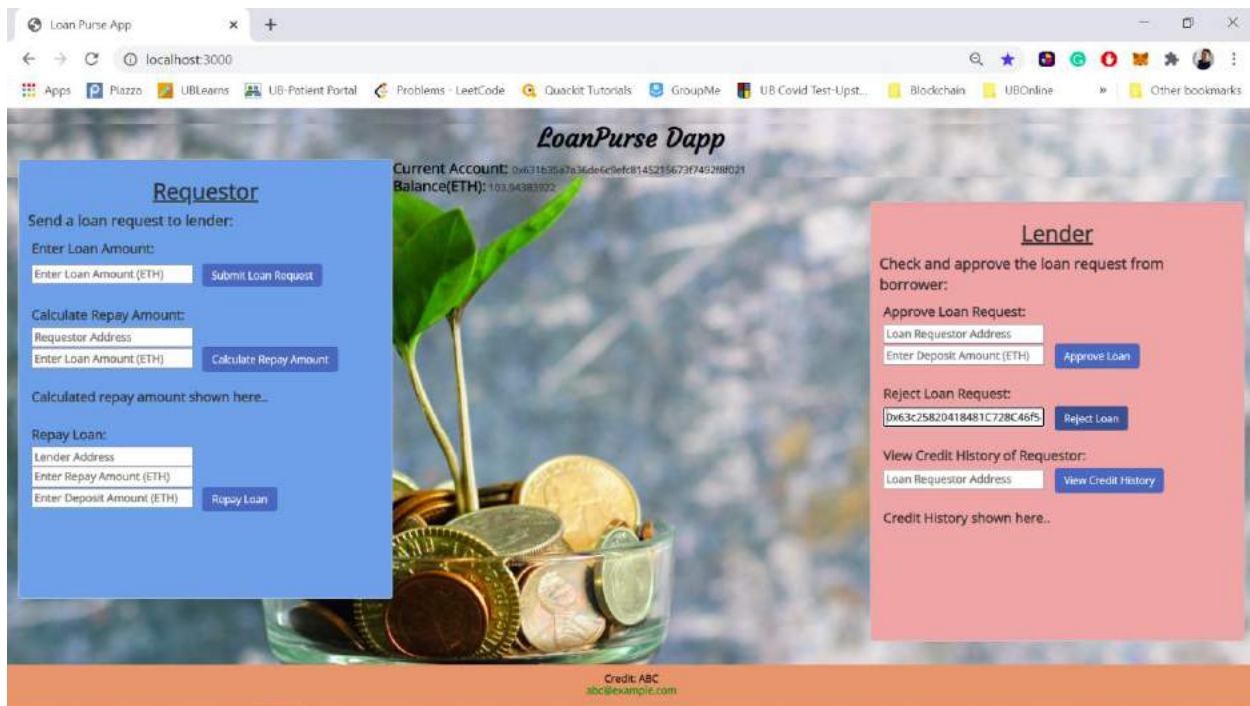 Loan Purse App
localhost:3000
Apps
Piazza
UBLearns
UB-Patient Portal
Problems - LeetCode
Quackit Tutorials
GroupMe
UB Covid Test-Upst...
Blockchain
UBOnline
»
Other bookmarks
LoanPurse Dapp
Current Account:
Balance(ETH): 103.94383922
Requestor
Send a loan request to lender:
Enter Loan Amount:
Enter Loan Amount (ETH)
Submit Loan Request
Calculate Repay Amount:
Requestor Address
Enter Loan Amount (ETH)
Calculate Repay Amount
Calculated repay amount shown here..
Repay Loan:
Lender Address
Enter Repay Amount (ETH)
Enter Deposit Amount (ETH)
Repay Loan
Lender
Check and approve the loan request from
borrower:
Approve Loan Request:
Loan Requestor Address
Enter Deposit Amount (ETH)
Approve Loan
Reject Loan Request:
0x63c25820418481C728C46f5
Reject Loan
View Credit History of Requestor:
Loan Requestor Address
View Credit History
Credit History shown here..
Credit: ABC
abc@example.com